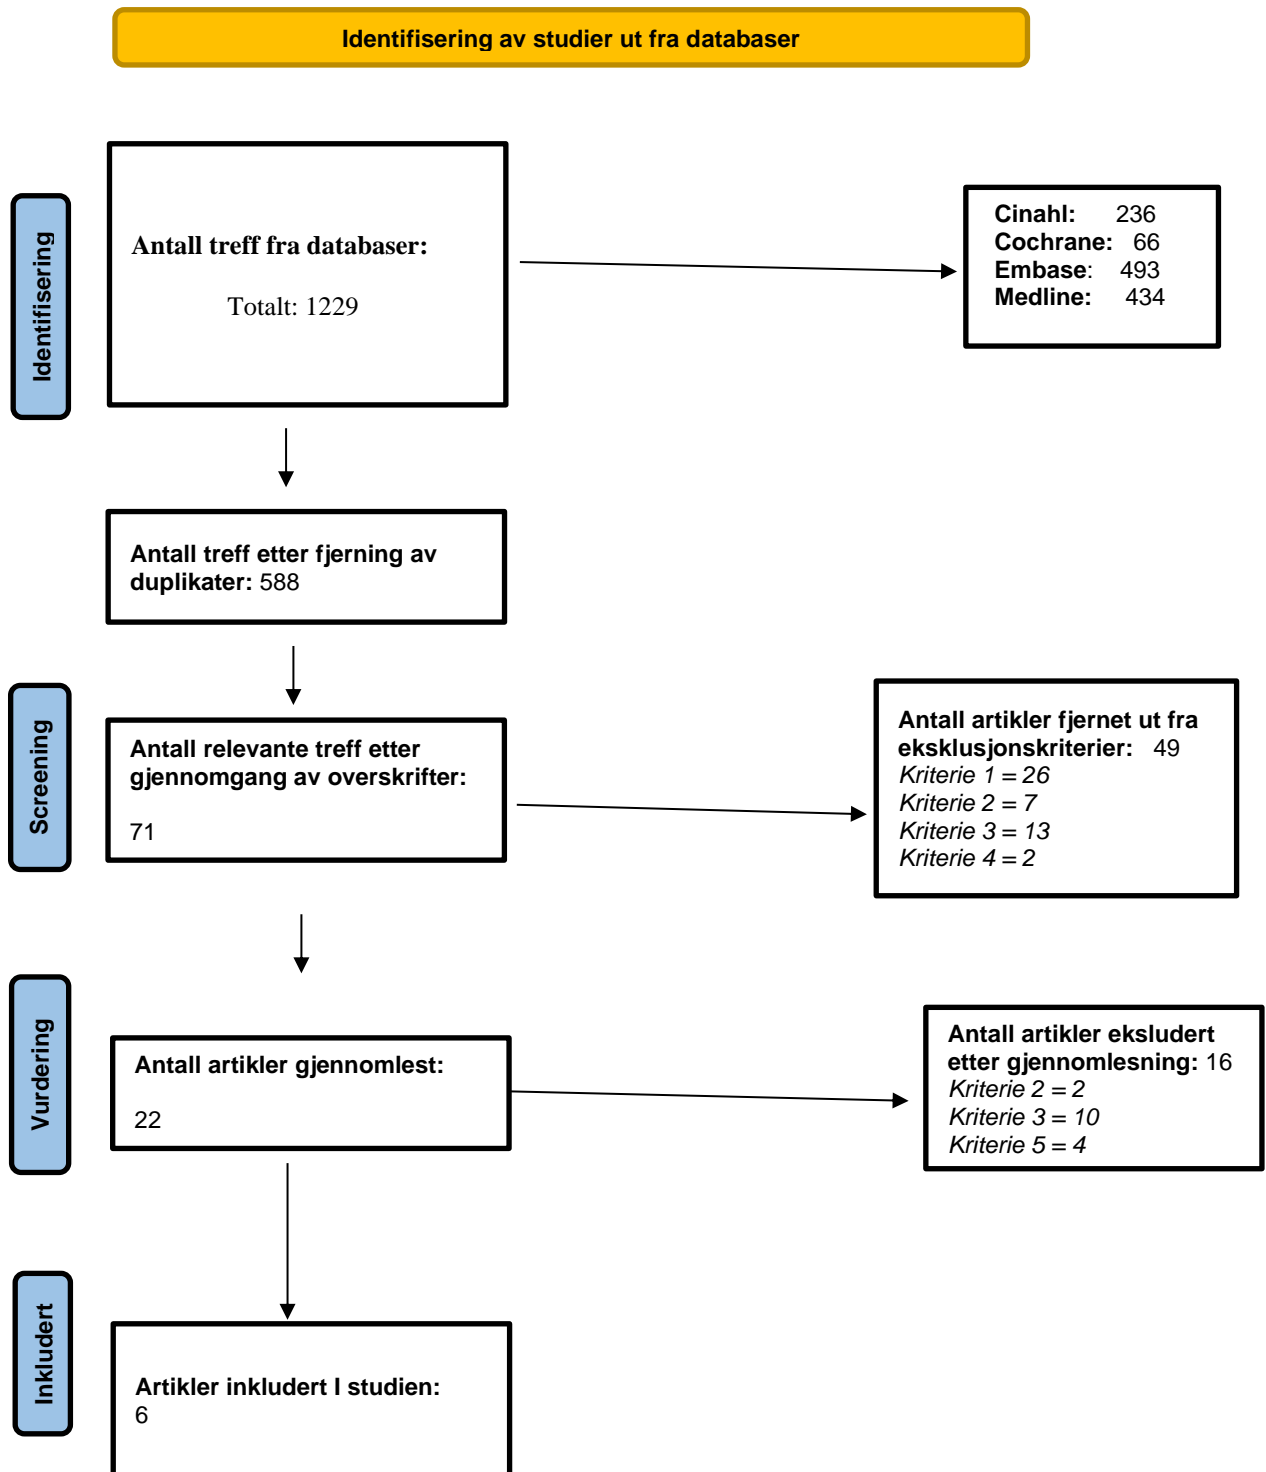 Identifisering av studier ut fra databaser
Identifisering
Antall treff fra databaser:
Totalt: 1229
Cinahl: 236
Cochrane: 66
Embase: 493
Medline: 434
Antall treff etter fjerning av
duplikater: 588
Screening
Antall relevante treff etter
gjennomgang av overskrifter:
71
Antall artikler fjernet ut fra
eksklusjonskriterier: 49
Kriterie 1 = 26
Kriterie 2 = 7
Kriterie 3 = 13
Kriterie 4 = 2
Vurdering
Antall artikler gjennomlest:
22
Antall artikler eksludert
etter gjennomlesning: 16
Kriterie 2 = 2
Kriterie 3 = 10
Kriterie 5 = 4
Inkludert
Artikler inkludert I studien:
6